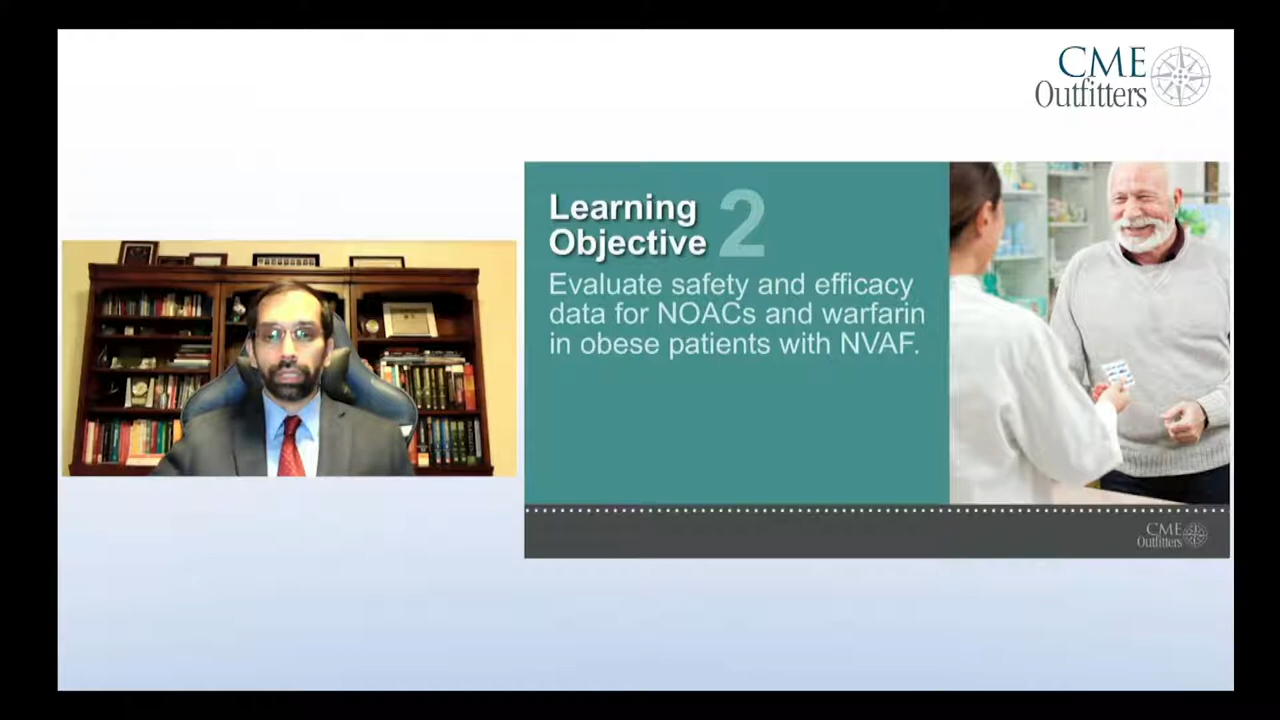 CME
Outfitters
Learning
Objective 2
Evaluate safety and efficacy
data for NOACs and warfarin
in obese patients with NVAF.
CME
Outfitters